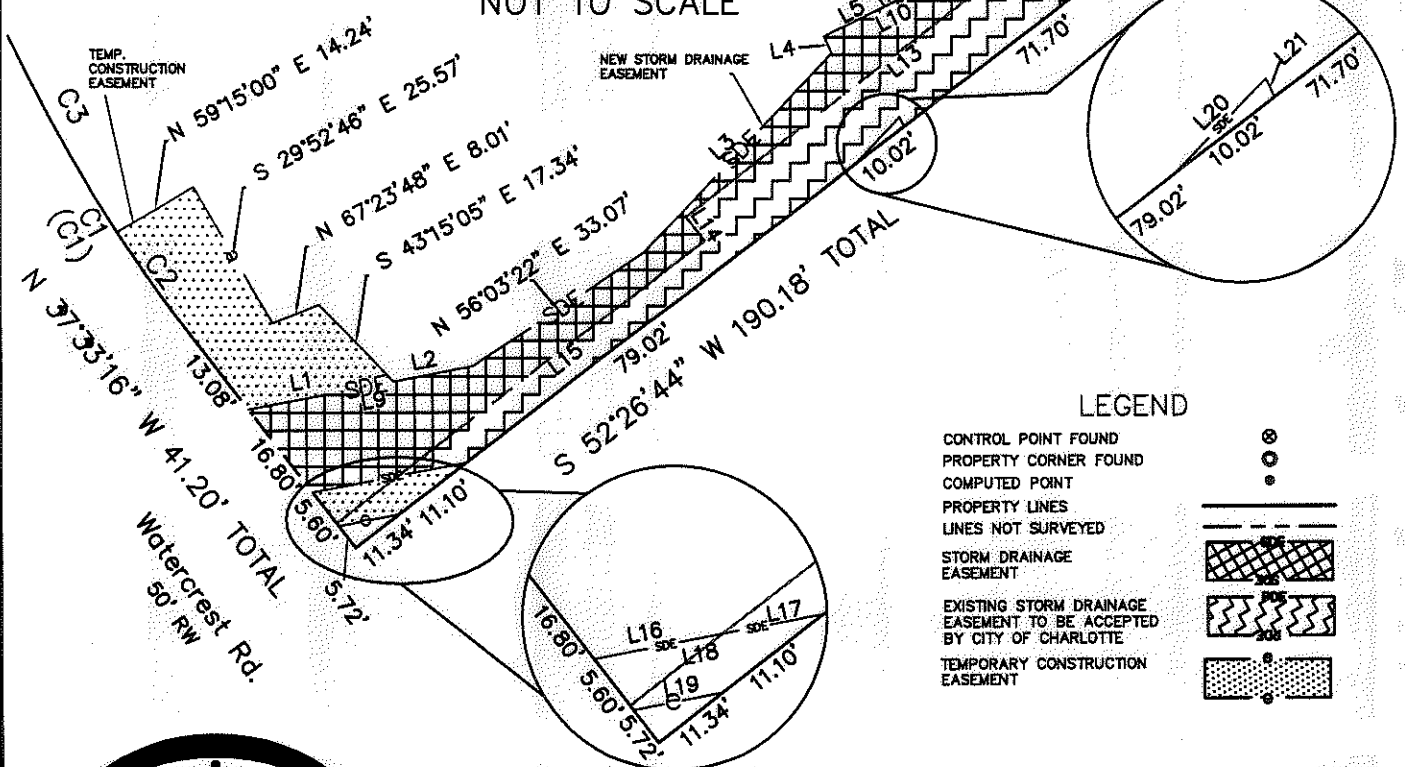 NOT TO SCALE
TEMP.
CONSTRUCTION
EASEMENT
N 59°15'00" E 14.24'
S 29°52'46" E 25.57'
N 67°23'48" E 8.01'
S 43°15'05" E 17.34'
N 56°03'22" E 33.07'
C3
C1
(C1)
C2
N 37°33'16" W 41.20' TOTAL
13.08'
16.80'
5.60'
5.72'
Watercrest Rd.
50' RW
L1
SDE
L9
L2
SDE
L15
79.02'
S 52°26'44" W 190.18' TOTAL
SDE
11.34'
11.10'
NEW STORM DRAINAGE
EASEMENT
L3
SDE
L4
L5
L10
L13
L14
71.70'
10.02'
L20
SDE
L21
79.02'
10.02'
71.70'
L16
SDE
L17
SDE
L18
L19
16.80'
5.60'
5.72'
11.34'
11.10'
LEGEND
CONTROL POINT FOUND
PROPERTY CORNER FOUND
COMPUTED POINT
PROPERTY LINES
LINES NOT SURVEYED
STORM DRAINAGE
EASEMENT
SDE
EXISTING STORM DRAINAGE
EASEMENT TO BE ACCEPTED
BY CITY OF CHARLOTTE
TEMPORARY CONSTRUCTION
EASEMENT